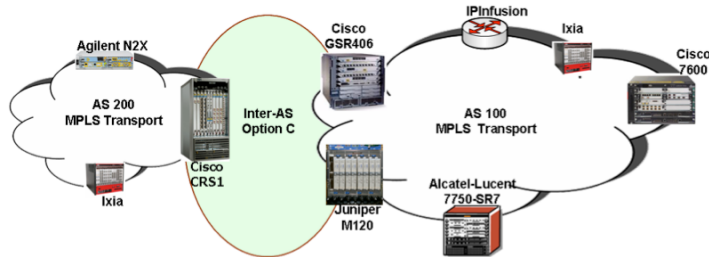 Agilent N2X
AS 200
MPLS Transport
Ixia
Cisco
CRS1
Inter-AS
Option C
Cisco
GSR406
Juniper
M120
IPInfusion
Ixia
Cisco
7600
AS 100
MPLS Transport
Alcatel-Lucent
7750-SR7